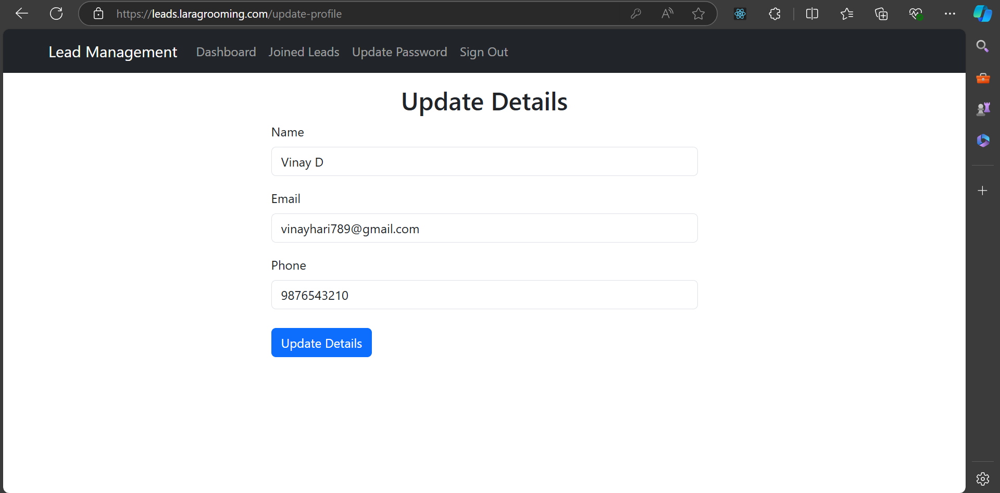 https://leads.laragrooming.com/update-profile
Lead Management Dashboard Joined Leads Update Password Sign Out
Update Details
Name
Vinay D
Email
vinayhari789@gmail.com
Phone
9876543210
Update Details